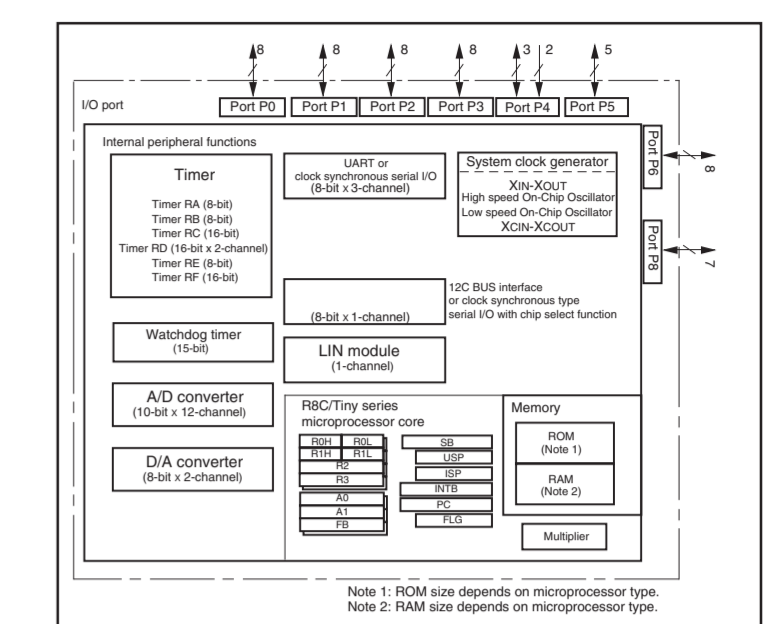 8 8 8 8 3 2 5
I/O port
Port P0 Port P1 Port P2 Port P3 Port P4 Port P5
Port P6
8
Port P8
7
Internal peripheral functions
Timer
Timer RA (8-bit)
Timer RB (8-bit)
Timer RC (16-bit)
Timer RD (16-bit x 2-channel)
Timer RE (8-bit)
Timer RF (16-bit)
UART or
clock synchronous serial I/O
(8-bit x 3-channel)
System clock generator
XIN-XOUT
High speed On-Chip Oscillator
Low speed On-Chip Oscillator
XCIN-XCOUT
(8-bit x 1-channel)
12C BUS interface
or clock synchronous type
serial I/O with chip select function
Watchdog timer
(15-bit)
LIN module
(1-channel)
A/D converter
(10-bit x 12-channel)
D/A converter
(8-bit x 2-channel)
R8C/Tiny series
microprocessor core
R0H R0L
R1H R1L
R2
R3
A0
A1
FB
SB
USP
ISP
INTB
PC
FLG
Memory
ROM
(Note 1)
RAM
(Note 2)
Multiplier
Note 1: ROM size depends on microprocessor type.
Note 2: RAM size depends on microprocessor type.